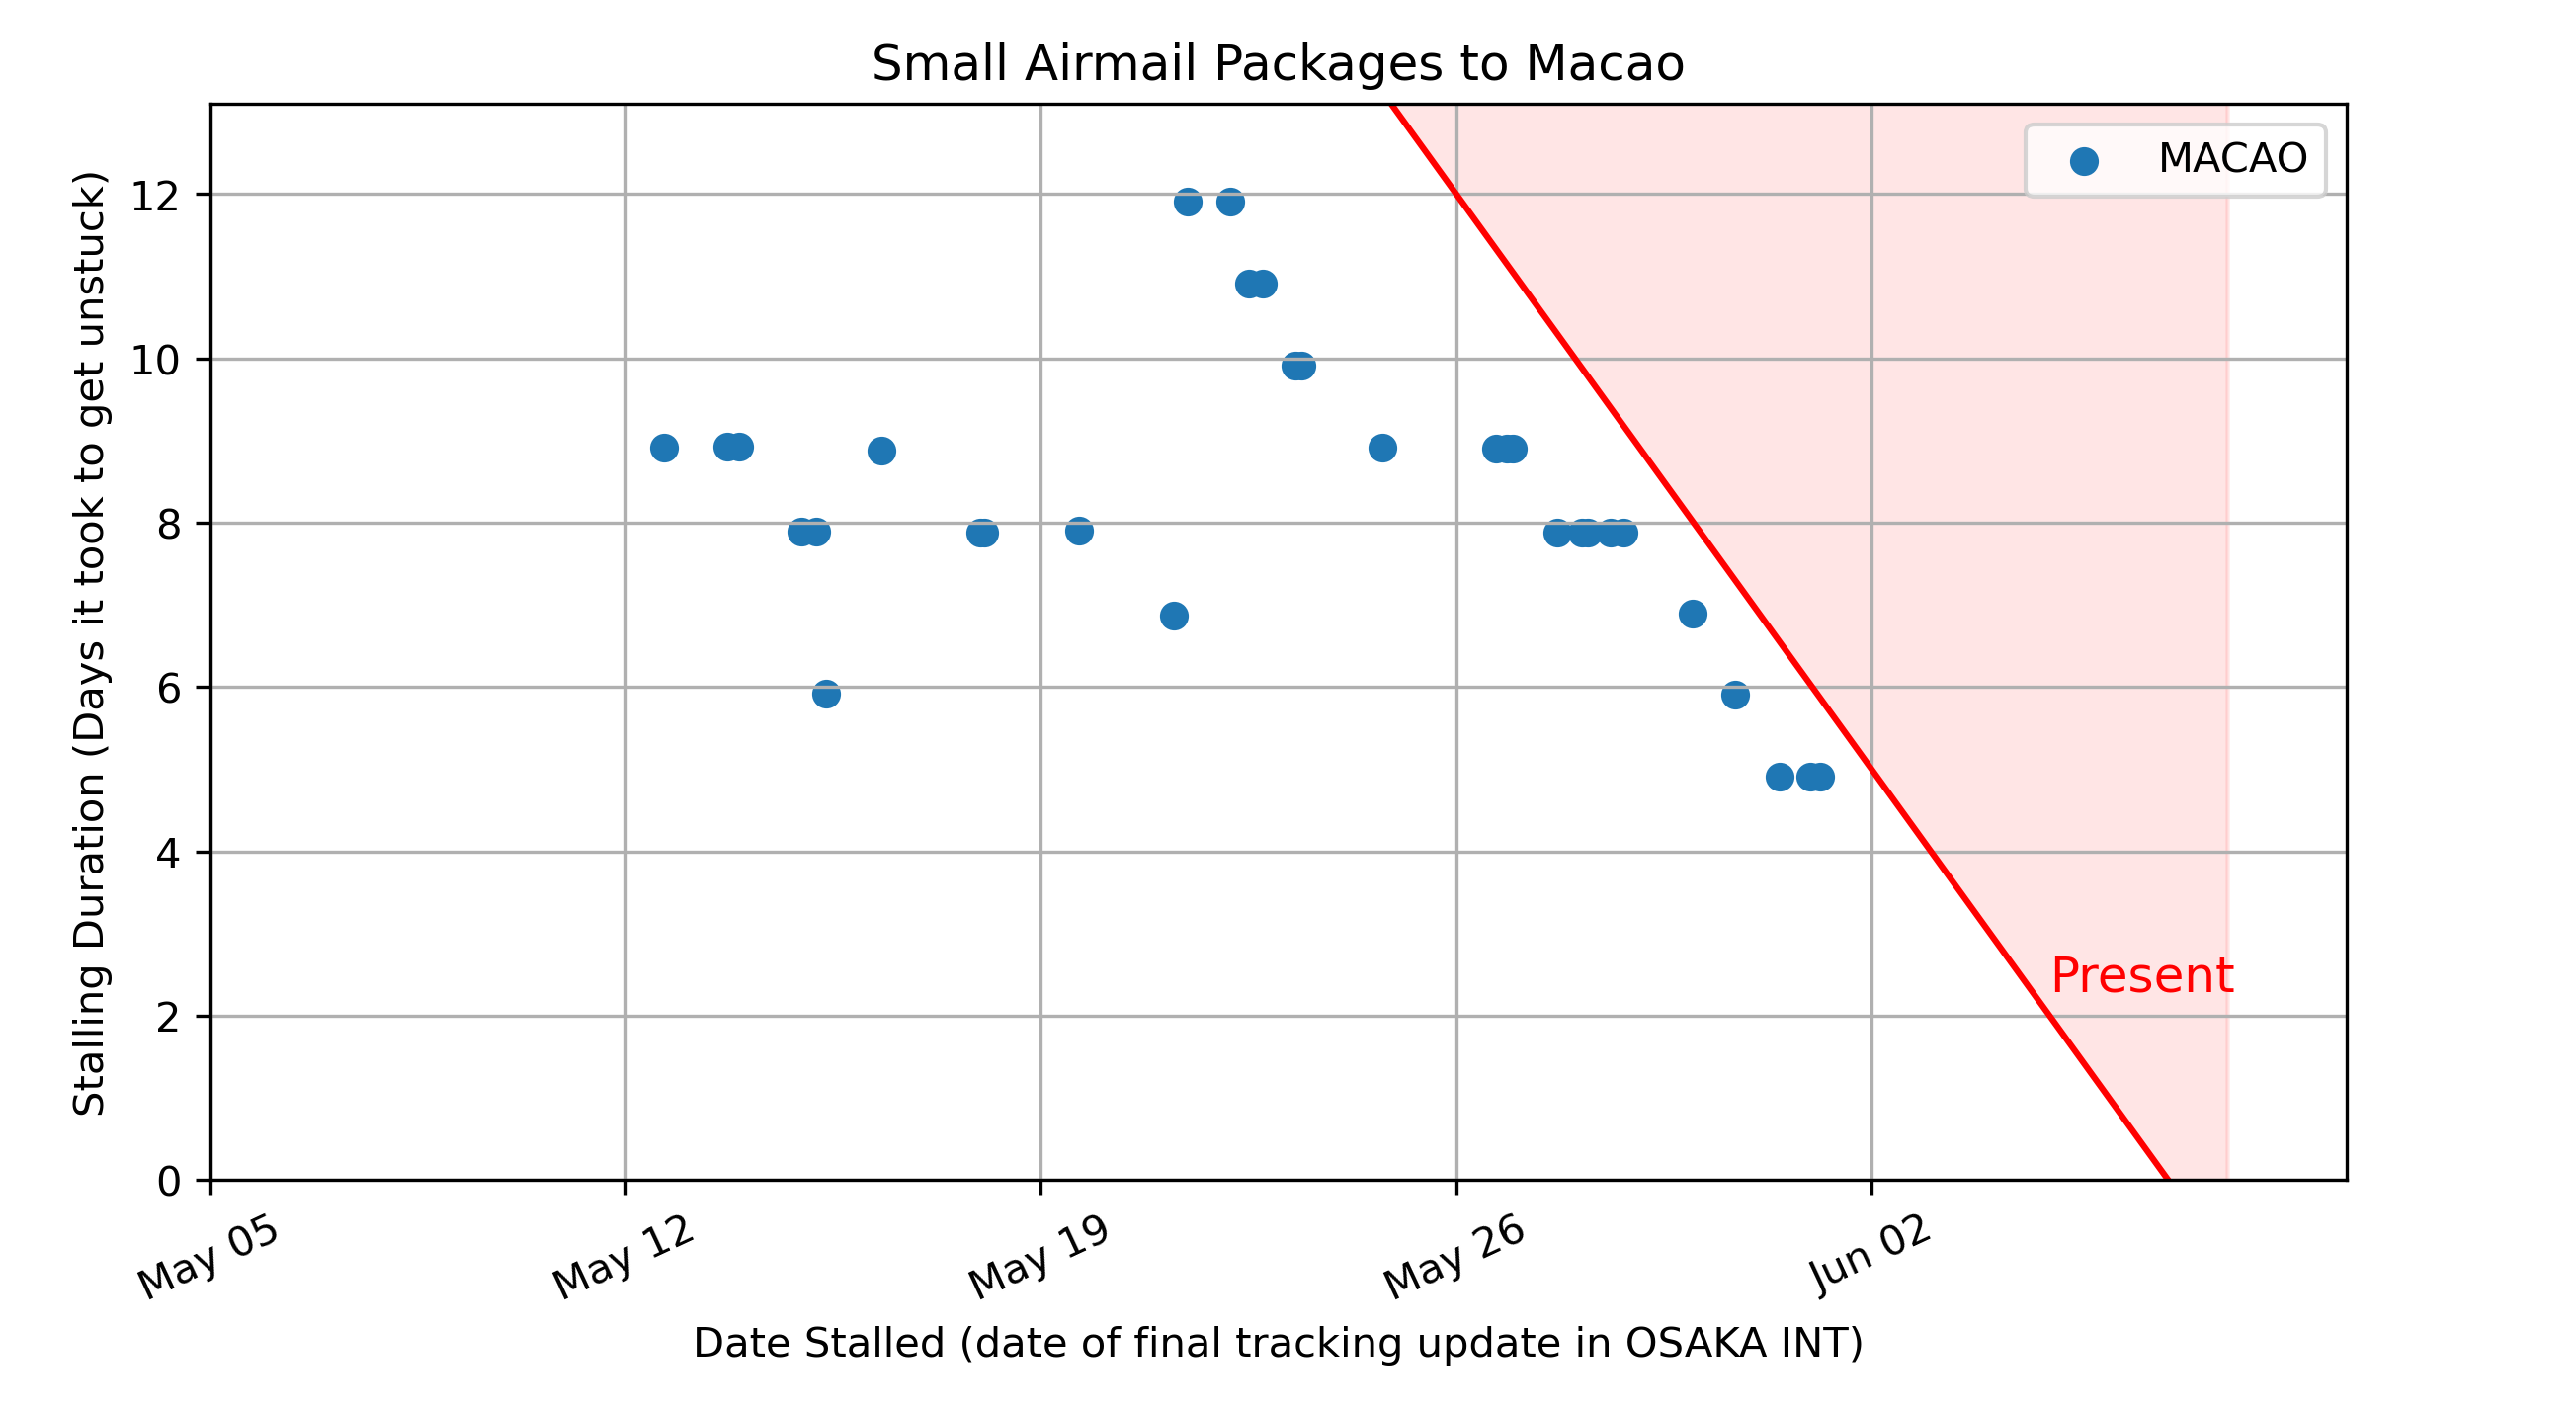 Small Airmail Packages to Macao
MACAO
Stalling Duration (Days it took to get unstuck)
12
10
8
6
4
2
0
Present
May 05
May 12
May 19
May 26
Jun 02
Date Stalled (date of final tracking update in OSAKA INT)